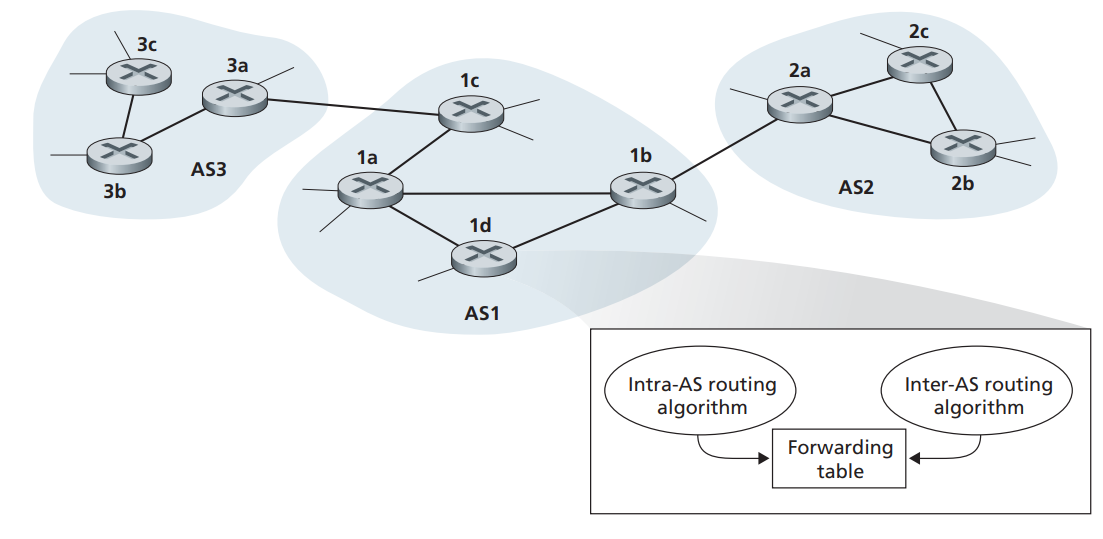 3c
3a
3b
AS3
1c
1a
1b
1d
AS1
2c
2a
2b
AS2
Intra-AS routing
algorithm
Inter-AS routing
algorithm
Forwarding
table